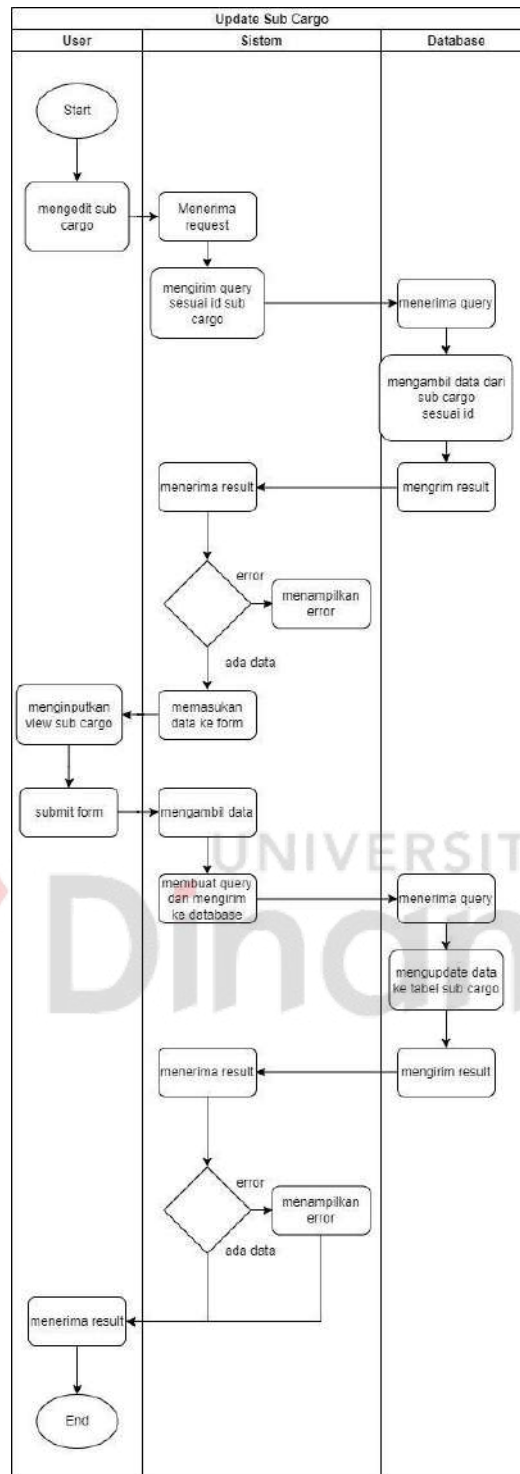 Update Sub Cargo
User
Sistem
Database
Start
mengedit sub
cargo
Menerima
request
mengirim query
sesuai id sub
cargo
menerima query
mengambil data dari
sub cargo
sesuai id
mengrim result
menerima result
error
menampilkan
error
ada data
memasukan
data ke form
menginputkan
view sub cargo
submit form
mengambil data
UNIVERSIT
Dinam
membuat query
dan mengirim
ke database
menerima query
mengupdate data
ke tabel sub cargo
mengirim result
menerima result
error
menampilkan
error
ada data
menerima result
End